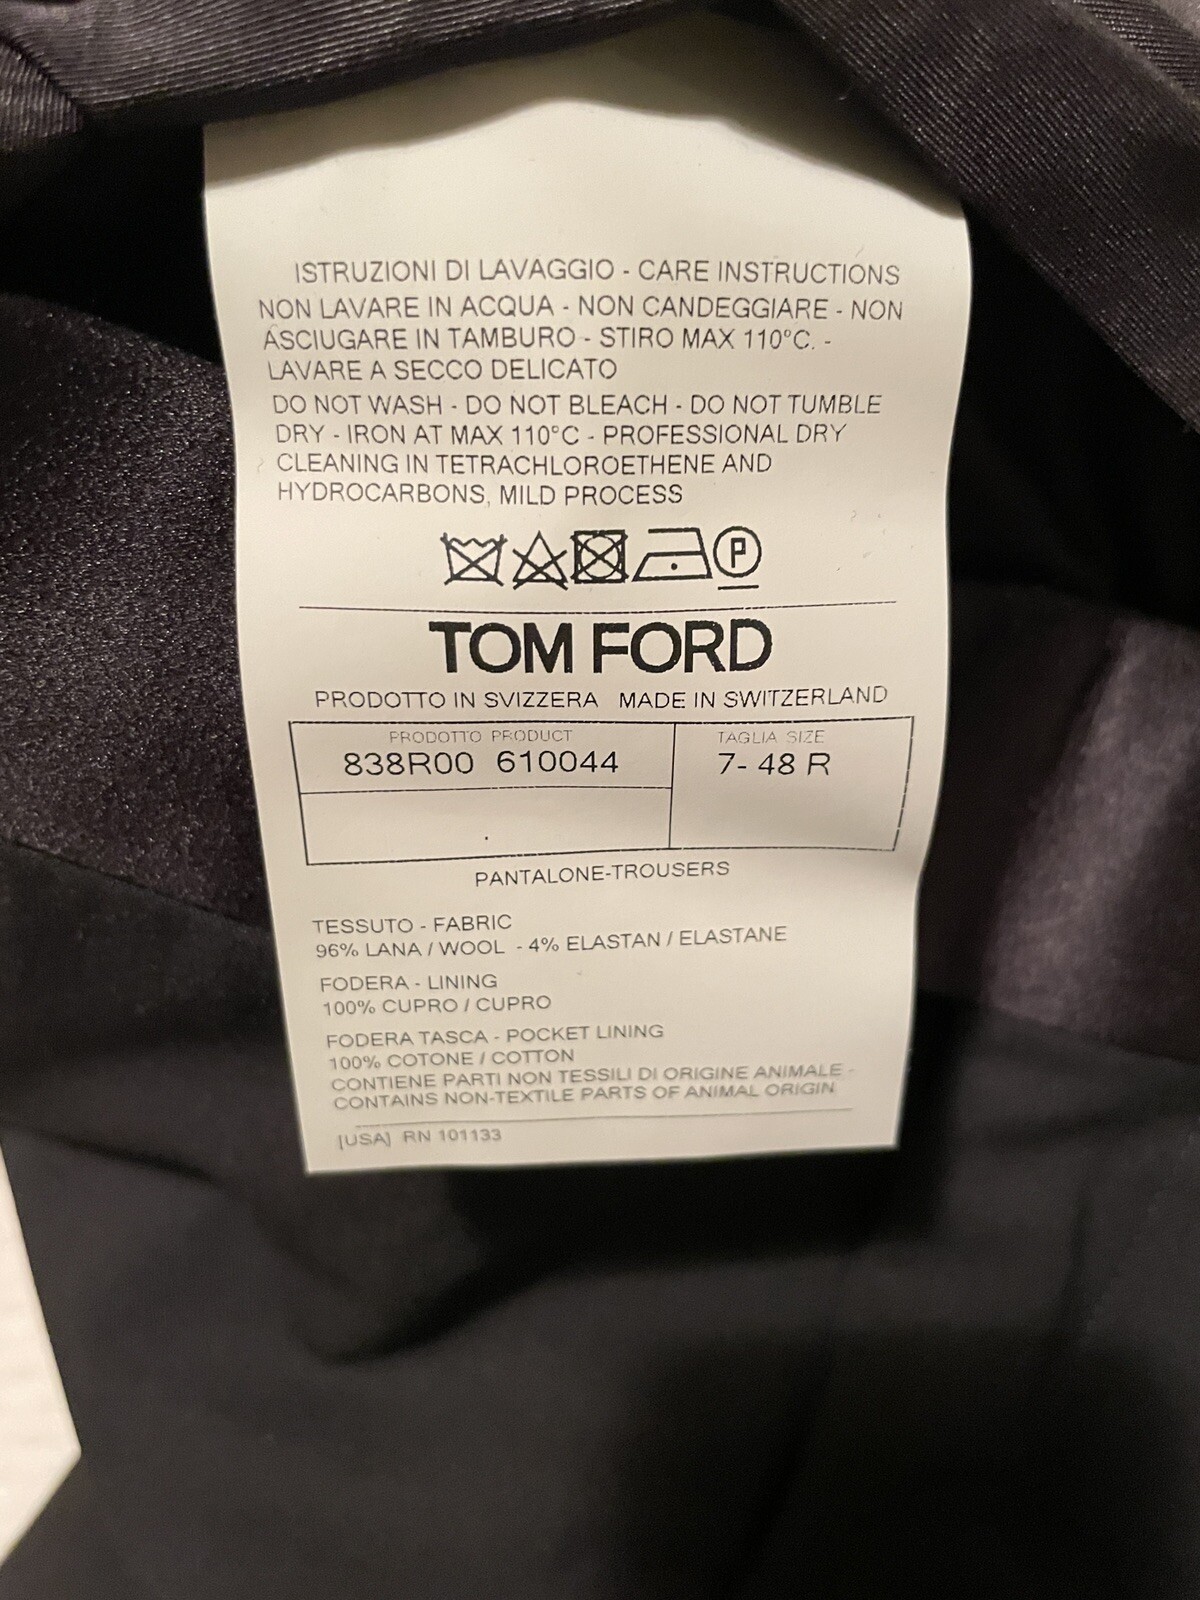 ISTRUZIONI DI LAVAGGIO - CARE INSTRUCTIONS
NON LAVARE IN ACQUA - NON CANDEGGIARE - NON
ASCIUGARE IN TAMBURO - STIRO MAX 110°C. -
LAVARE A SECCO DELICATO
DO NOT WASH - DO NOT BLEACH - DO NOT TUMBLE
DRY - IRON AT MAX 110°C - PROFESSIONAL DRY
CLEANING IN TETRACHLOROETHENE AND
HYDROCARBONS, MILD PROCESS
P
TOM FORD
PRODOTTO IN SVIZZERA MADE IN SWITZERLAND
PRODOTTO PRODUCT TAGLIA SIZE
838R00 610044 7- 48 R
PANTALONE-TROUSERS
TESSUTO - FABRIC
96% LANA / WOOL - 4% ELASTAN / ELASTANE
FODERA - LINING
100% CUPRO / CUPRO
FODERA TASCA - POCKET LINING
100% COTONE / COTTON
CONTIENE PARTI NON TESSILI DI ORIGINE ANIMALE -
CONTAINS NON-TEXTILE PARTS OF ANIMAL ORIGIN
[USA] RN 101133